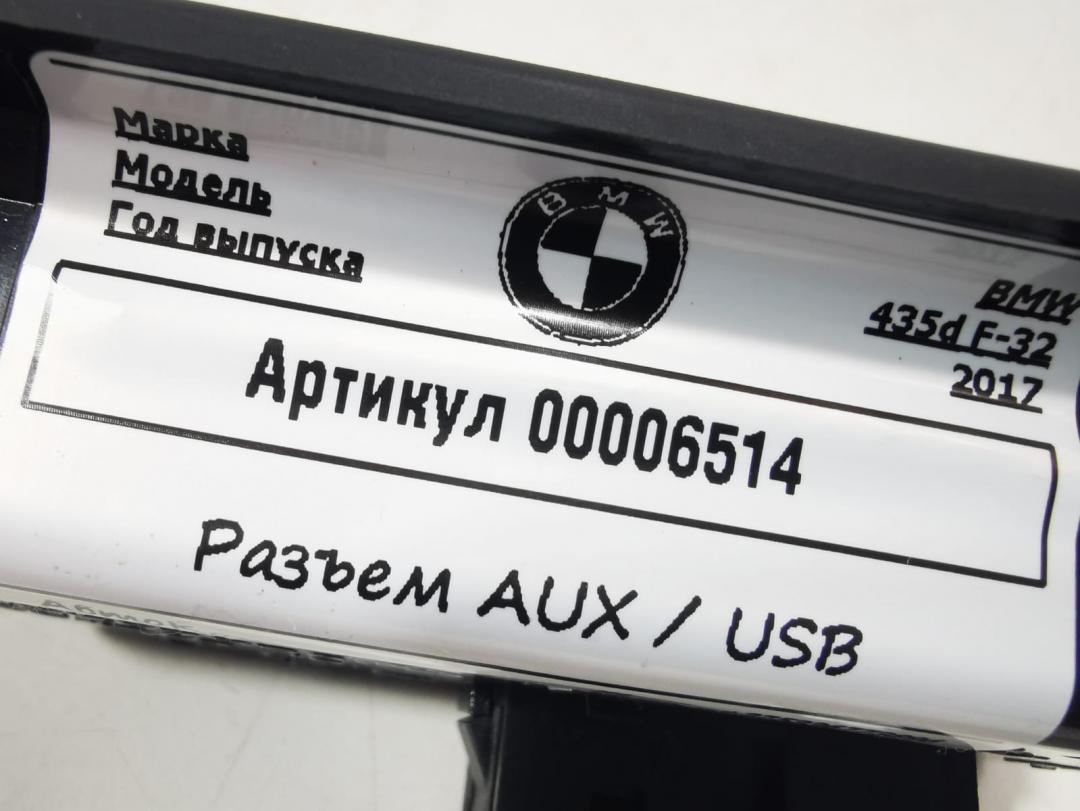 Марка
Модель
Год выпуска
BMW
BMW
435d F-32
2017
Артикул 00006514
Разъем AUX / USB